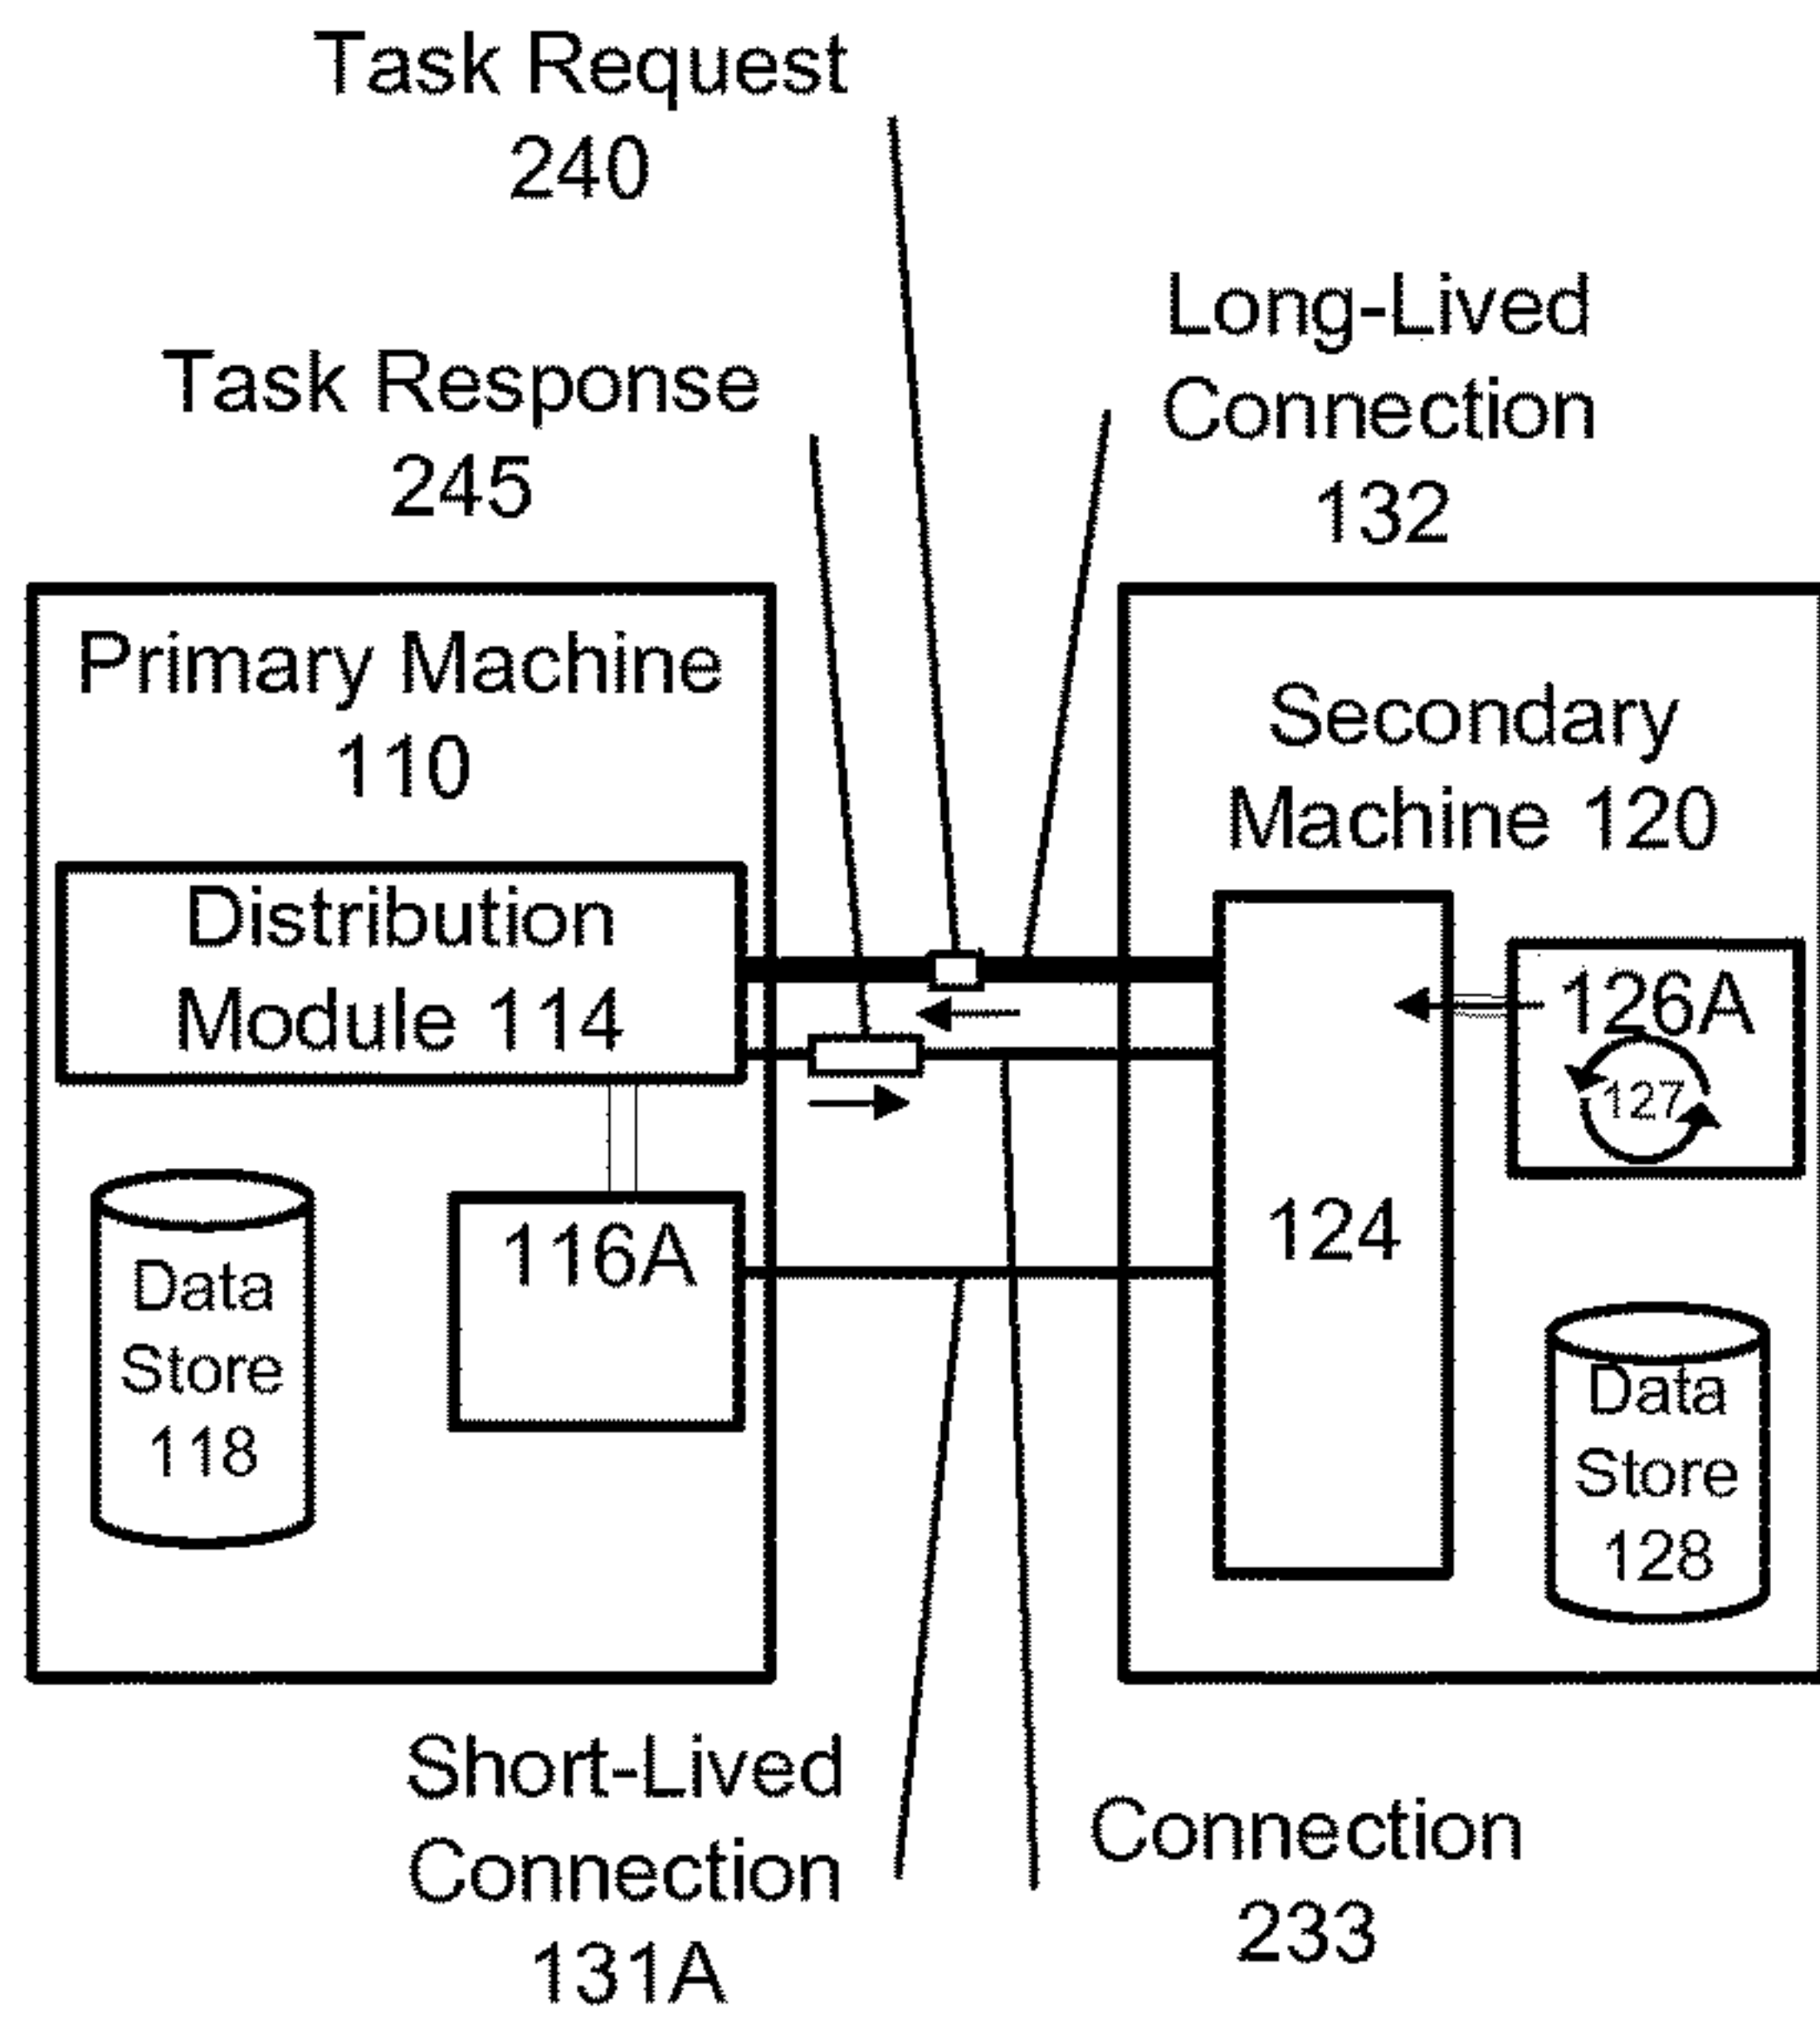 Task Request
240
Task Response
245
Long-Lived
Connection
132
Primary Machine
110
Distribution
Module 114
116A
Data
Store
118
Secondary
Machine 120
124
126A
127
Data
Store
128
Short-Lived
Connection
131A
Connection
233